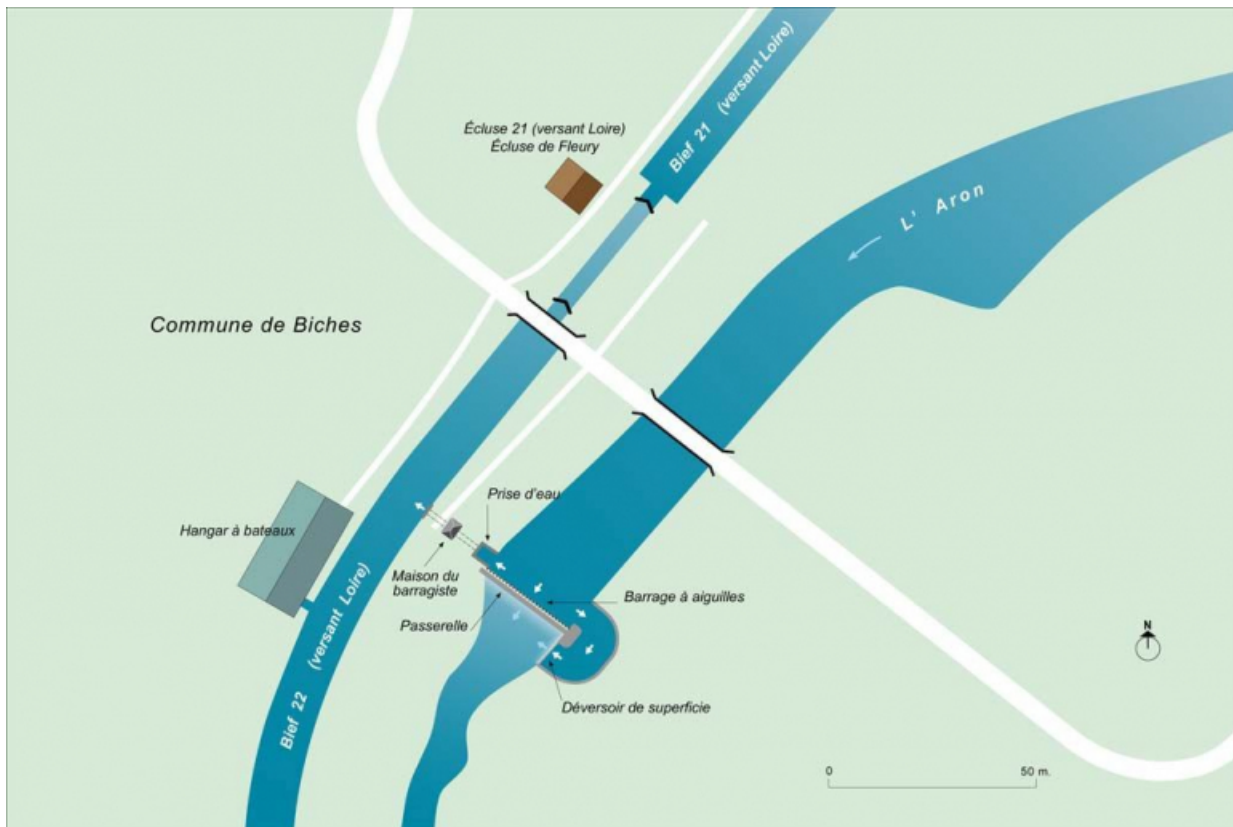 Écluse 21 (versant Loire)
Écluse de Fleury
Bief 21 (versant Loire)
L' Aron
Commune de Biches
Prise d'eau
Hangar à bateaux
Maison du
barragiste
Barrage à aiguilles
Passerelle
Bief 22 (versant Loire)
Déversoir de superficie
N
0 50 m.